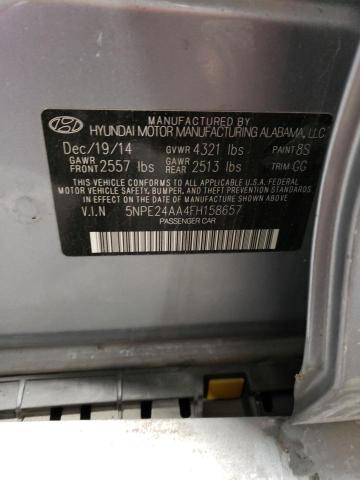 MANUFACTURED BY
HYUNDAI MOTOR MANUFACTURING ALABAMA, LLC.
Dec/19/14 GVWR 4321 lbs PAINT 8S
GAWR FRONT 2557 lbs GAWR REAR 2513 lbs TRIM GG
THIS VEHICLE CONFORMS TO ALL APPLICABLE FEDERAL
MOTOR VEHICLE SAFETY, BUMPER, AND THEFT PREVENTION
STANDARDS IN EFFECT ON THE DATE OF MANUFACTURE SHOWN ABOVE.
V.I.N 5NPE24AA4FH158657
PASSENGER CAR